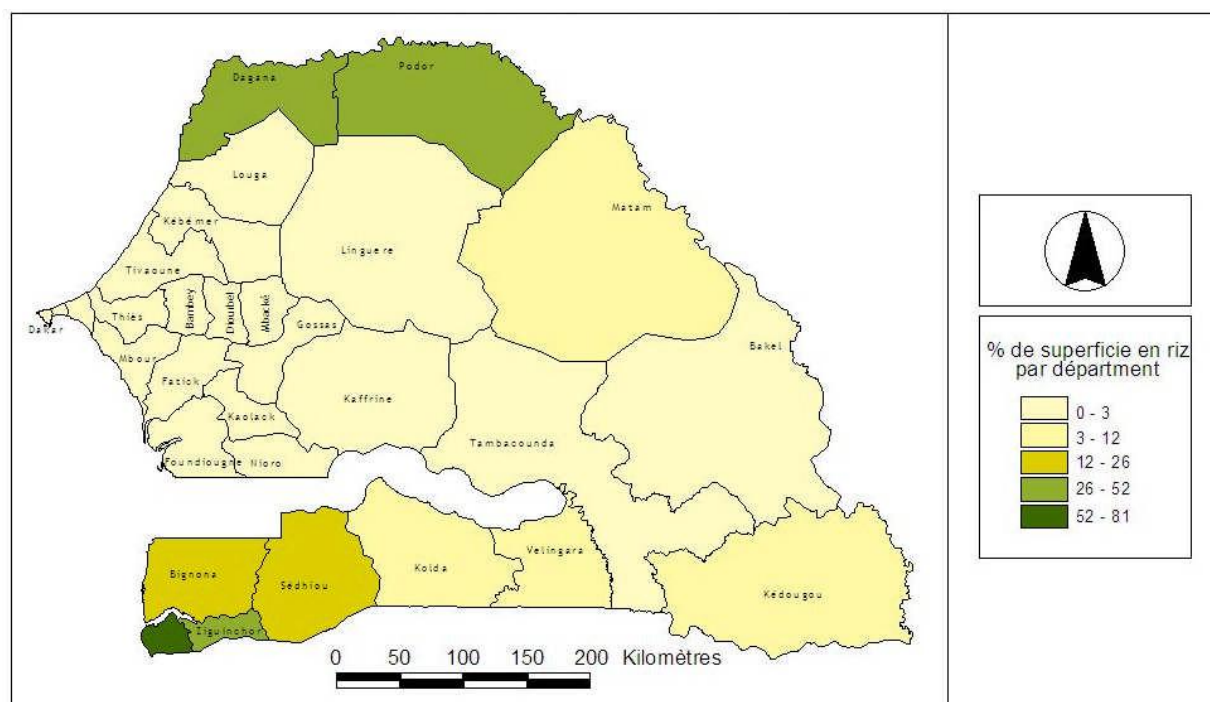 Podor
Dagana
Louga
Matam
Kébémer
Linguere
Tivaoune
Bambey
Diourbel
Mbacké
Thiès
Gossas
Dakar
Bakel
Mbour
Fatick
Kaffrine
Kaolack
Tambacounda
Foundiougne
Nioro
Velingara
Kolda
Bignona
Sédhiou
Kédougou
Ziguinchor
0 50 100 150 200 Kilomètres
% de superficie en riz
par départment
0 - 3
3 - 12
12 - 26
26 - 52
52 - 81